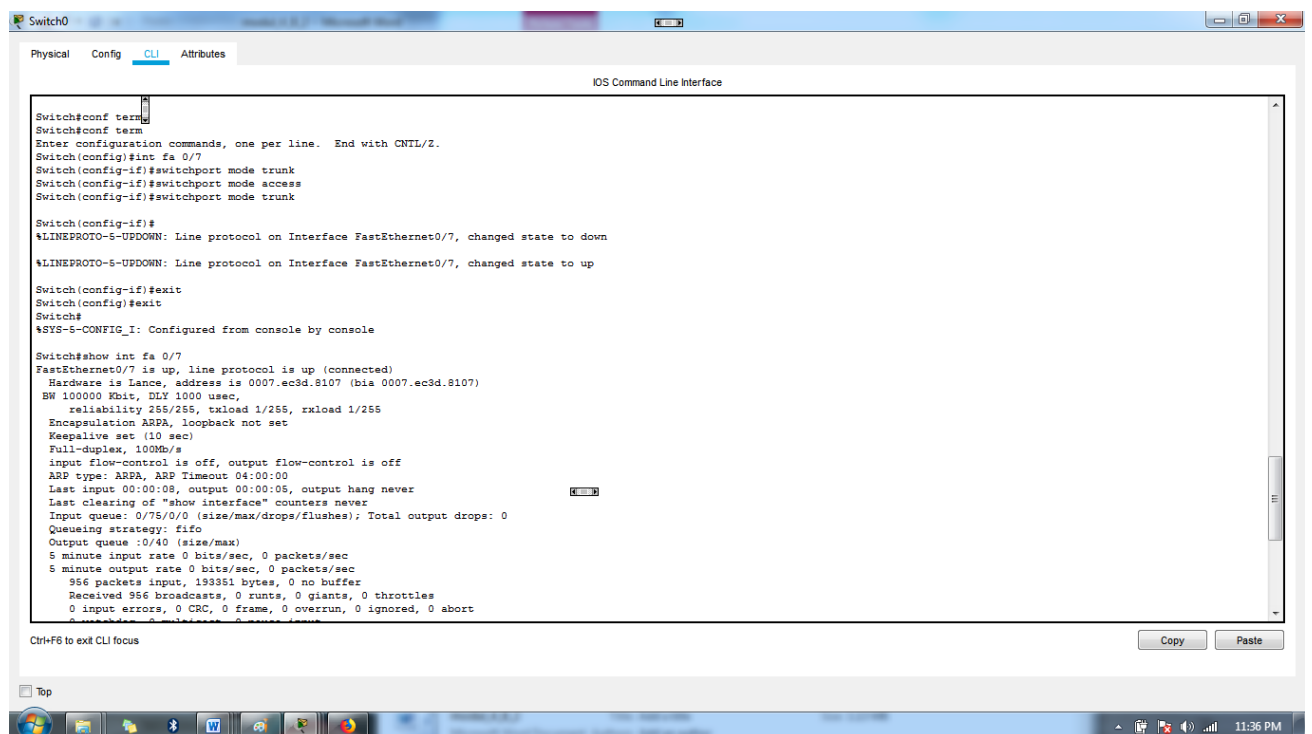 Switch0
Physical Config CLI Attributes
IOS Command Line Interface
Switch#conf term
Switch#conf term
Enter configuration commands, one per line. End with CNTL/Z.
Switch(config)#int fa 0/7
Switch(config-if)#switchport mode trunk
Switch(config-if)#switchport mode access
Switch(config-if)#switchport mode trunk
Switch(config-if)#
%LINEPROTO-5-UPDOWN: Line protocol on Interface FastEthernet0/7, changed state to down
%LINEPROTO-5-UPDOWN: Line protocol on Interface FastEthernet0/7, changed state to up
Switch(config-if)#exit
Switch(config)#exit
Switch#
%SYS-5-CONFIG_I: Configured from console by console
Switch#show int fa 0/7
FastEthernet0/7 is up, line protocol is up (connected)
Hardware is Lance, address is 0007.ec3d.8107 (bia 0007.ec3d.8107)
BW 100000 Kbit, DLY 1000 usec,
reliability 255/255, txload 1/255, rxload 1/255
Encapsulation ARPA, loopback not set
Keepalive set (10 sec)
Full-duplex, 100Mb/s
input flow-control is off, output flow-control is off
ARP type: ARPA, ARP Timeout 04:00:00
Last input 00:00:08, output 00:00:05, output hang never
Last clearing of "show interface" counters never
Input queue: 0/75/0/0 (size/max/drops/flushes); Total output drops: 0
Queueing strategy: fifo
Output queue :0/40 (size/max)
5 minute input rate 0 bits/sec, 0 packets/sec
5 minute output rate 0 bits/sec, 0 packets/sec
956 packets input, 193351 bytes, 0 no buffer
Received 956 broadcasts, 0 runts, 0 giants, 0 throttles
0 input errors, 0 CRC, 0 frame, 0 overrun, 0 ignored, 0 abort
Ctrl+F6 to exit CLI focus
Copy Paste
Top
11:36 PM